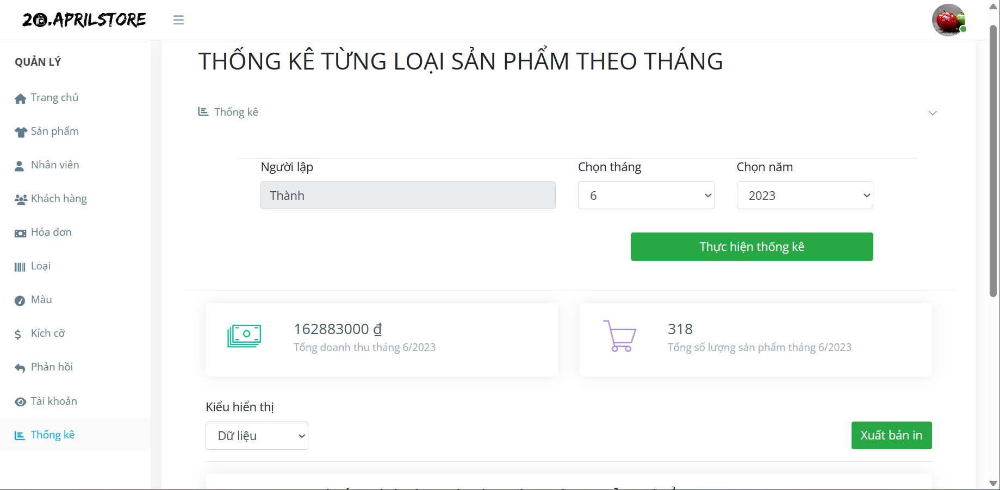 20.APRILSTORE
QUẢN LÝ
Trang chủ
Sản phẩm
Nhân viên
Khách hàng
Hóa đơn
Loại
Màu
Kích cỡ
Phản hồi
Tài khoản
Thống kê
THỐNG KÊ TỪNG LOẠI SẢN PHẨM THEO THÁNG
Thống kê
Người lập
Chọn tháng
Chọn năm
Thành
6
2023
Thực hiện thống kê
162883000 ₫
Tổng doanh thu tháng 6/2023
318
Tổng số lượng sản phẩm tháng 6/2023
Kiểu hiển thị
Dữ liệu
Xuất bản in